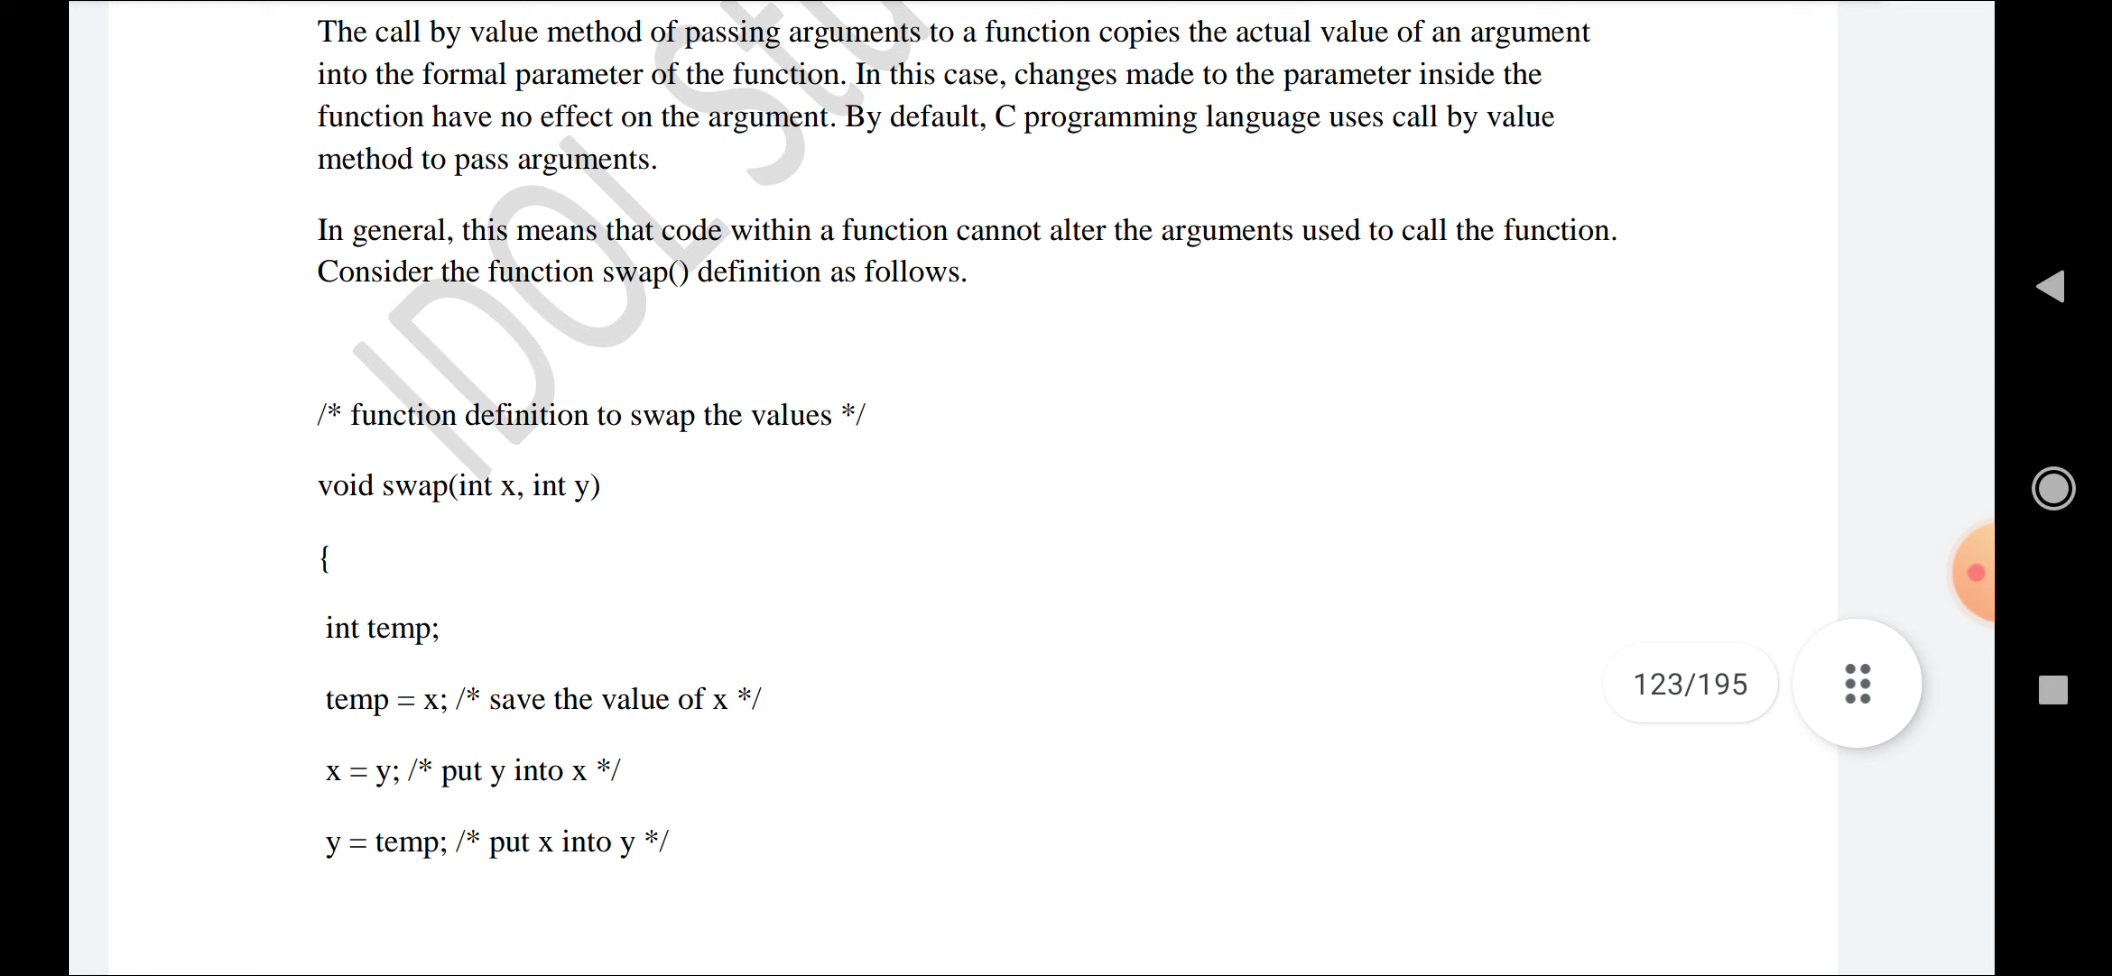 The call by value method of passing arguments to a function copies the actual value of an argument
into the formal parameter of the function. In this case, changes made to the parameter inside the
function have no effect on the argument. By default, C programming language uses call by value
method to pass arguments.
In general, this means that code within a function cannot alter the arguments used to call the function.
Consider the function swap() definition as follows.
/* function definition to swap the values */
void swap(int x, int y)
{
int temp;
temp = x; /* save the value of x */
x = y; /* put y into x */
y = temp; /* put x into y */
123/195
IDOL Stu